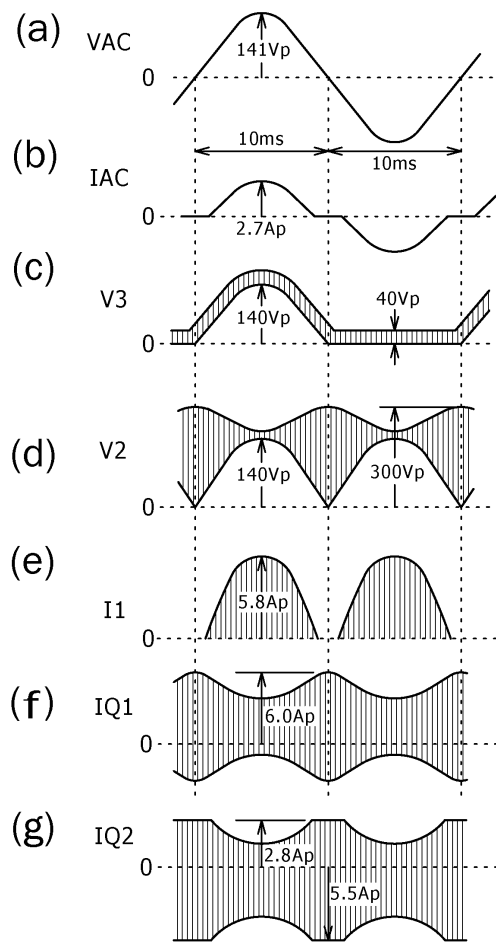 (a)
VAC
0
141Vp
10ms
10ms
(b)
IAC
0
2.7Ap
(c)
V3
40Vp
140Vp
0
(d)
V2
140Vp
300Vp
0
(e)
I1
5.8Ap
0
(f)
IQ1
6.0Ap
0
(g)
IQ2
2.8Ap
0
5.5Ap